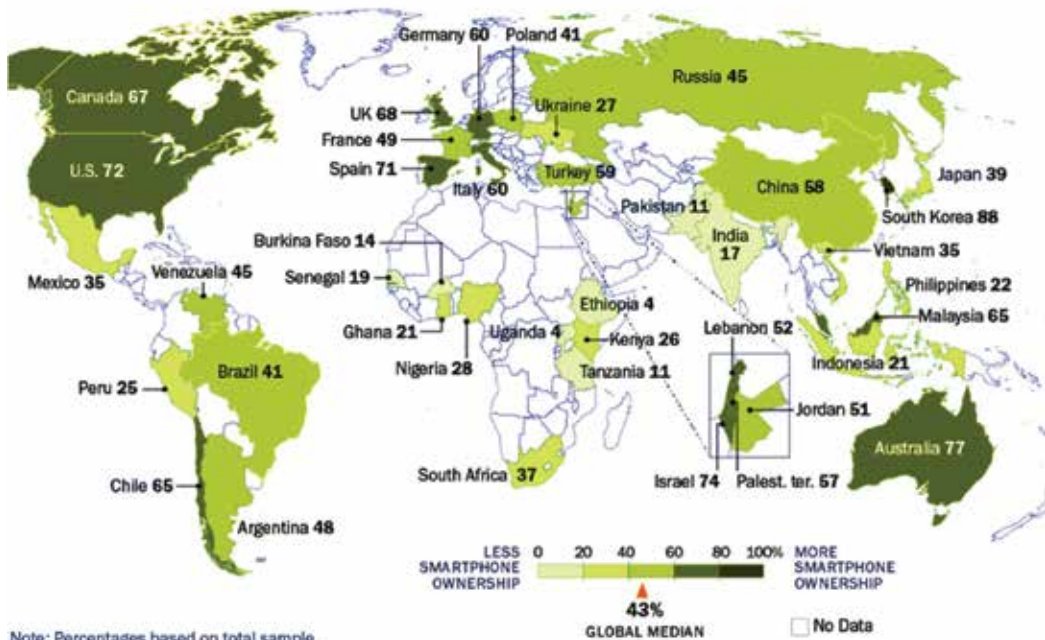 Germany 60
Poland 41
Canada 67
Russia 45
UK 68
Ukraine 27
France 49
U.S. 72
Spain 71
Italy 60
Turkey 59
China 58
Japan 39
Pakistan 11
South Korea 88
India
17
Burkina Faso 14
Vietnam 35
Mexico 35
Venezuela 45
Senegal 19
Philippines 22
Ethiopia 4
Malaysia 65
Ghana 21
Uganda 4
Kenya 26
Lebanon 52
Nigeria 28
Indonesia 21
Peru 25
Brazil 41
Tanzania 11
Jordan 51
Australia 77
South Africa 37
Chile 65
Israel 74
Palest. ter. 57
Argentina 48
LESS
SMARTPHONE
OWNERSHIP
0 20 40 60 80 100%
MORE
SMARTPHONE
OWNERSHIP
43%
GLOBAL MEDIAN
No Data
Note: Percentages based on total sample.